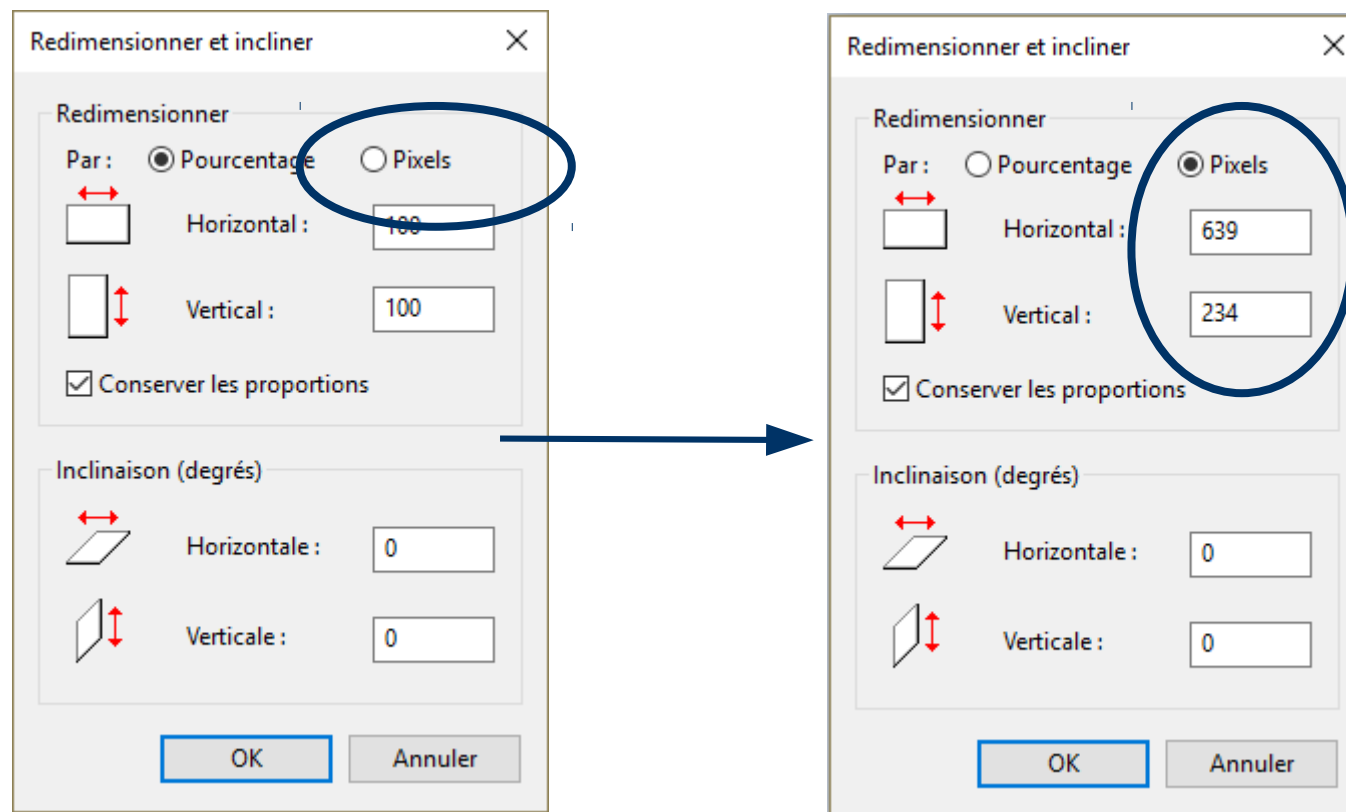 Redimensionner et incliner
Redimensionner
Par : Pourcentage Pixels
Horizontal : 100
Vertical : 100
Conserver les proportions
Inclinaison (degrés)
Horizontale : 0
Verticale : 0
OK Annuler
Redimensionner et incliner
Redimensionner
Par : Pourcentage Pixels
Horizontal : 639
Vertical : 234
Conserver les proportions
Inclinaison (degrés)
Horizontale : 0
Verticale : 0
OK Annuler